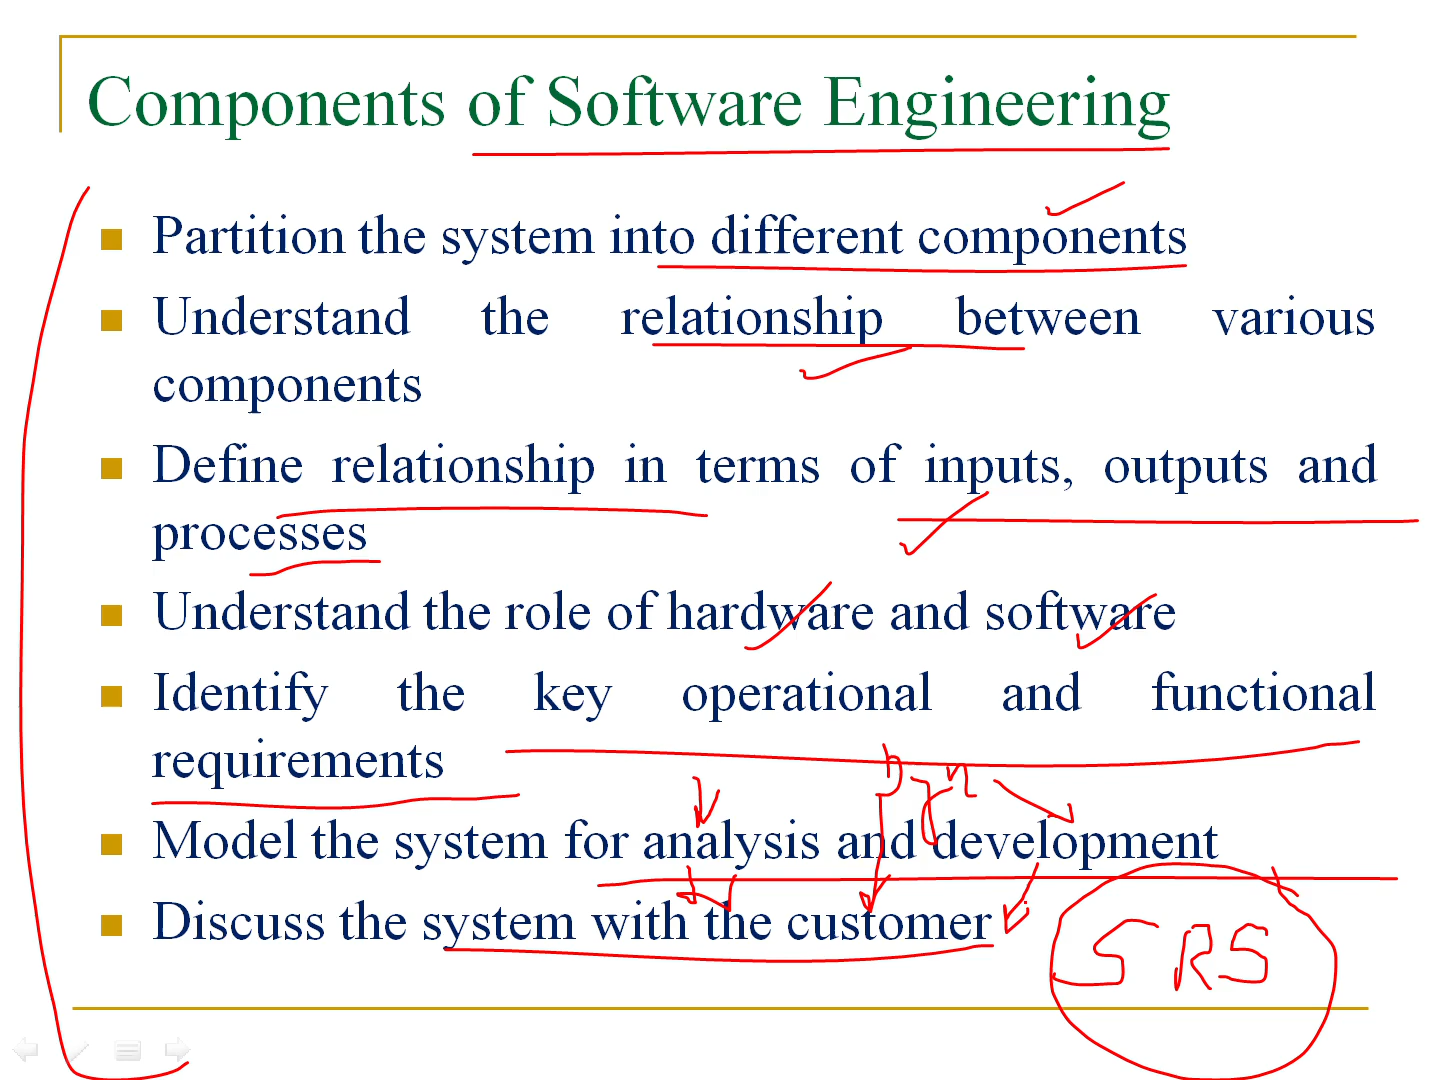 Components of Software Engineering
Partition the system into different components
Understand the relationship between various
components
Define relationship in terms of inputs, outputs and
processes
Understand the role of hardware and software
Identify the key operational and functional
requirements
Model the system for analysis and development
Discuss the system with the customer
SRS